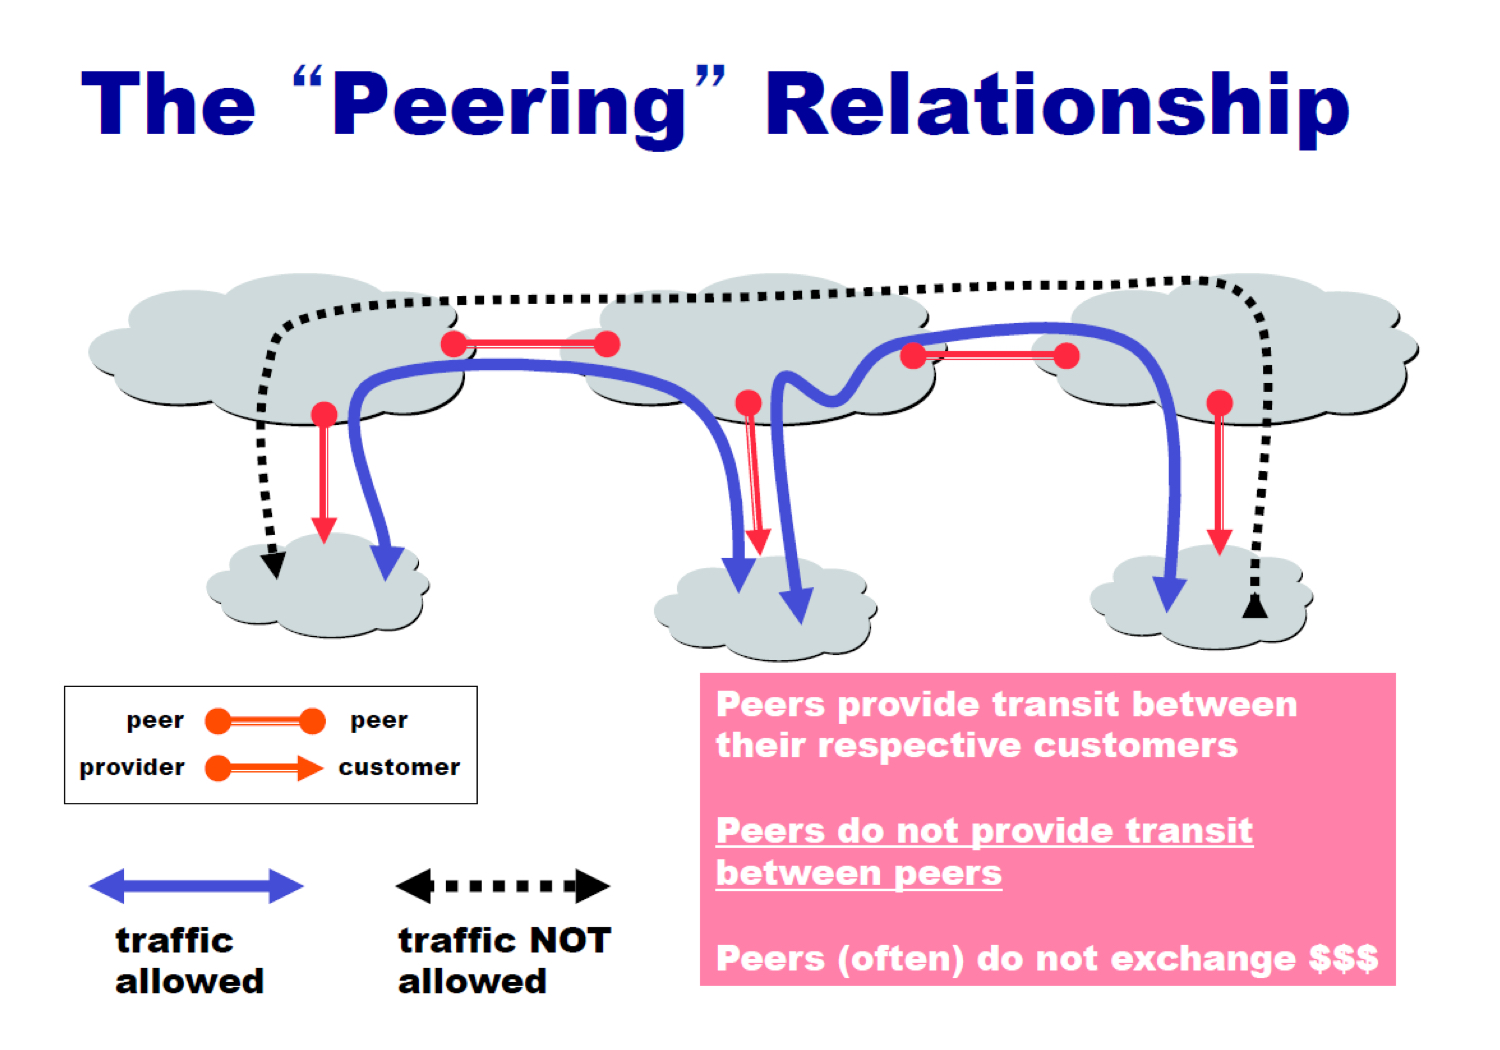 The “Peering” Relationship
peer peer
provider customer
traffic
allowed
traffic NOT
allowed
Peers provide transit between
their respective customers
Peers do not provide transit
between peers
Peers (often) do not exchange $$$